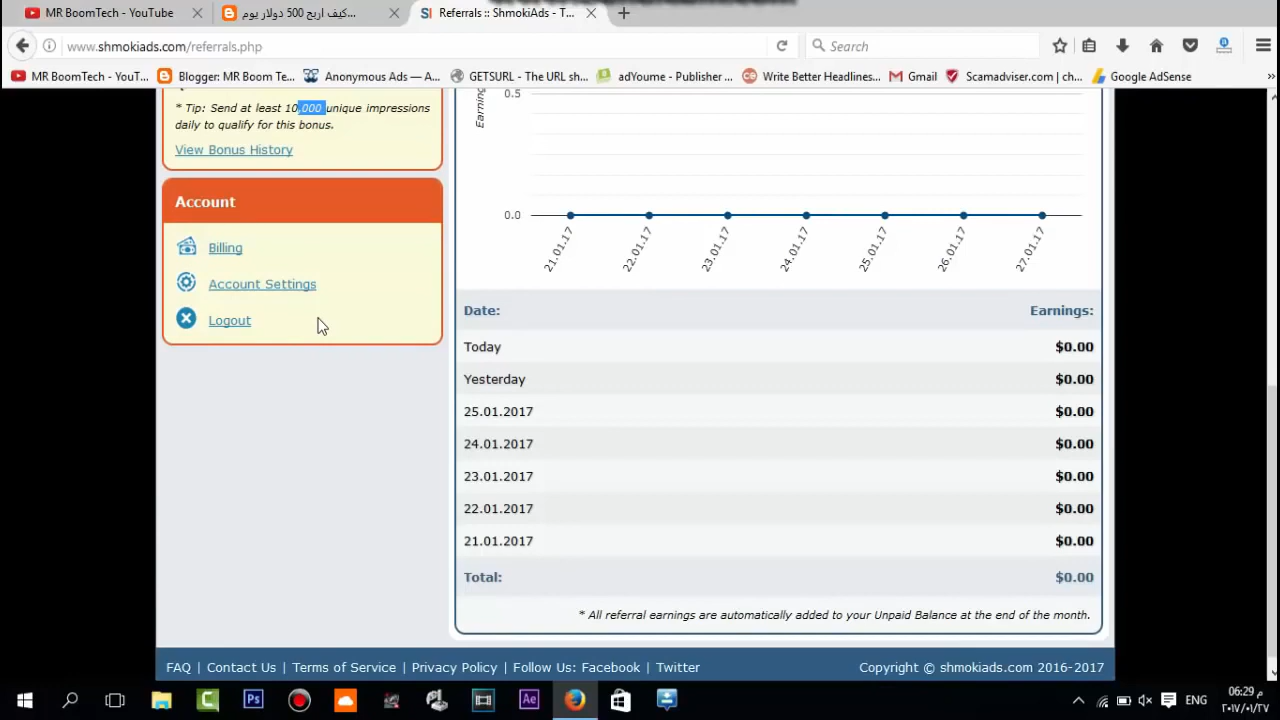 MR BoomTech - YouTube
كيف اربح 500 دولار يوم...
SI Referrals :: ShmokiAds - T...
www.shmokiads.com/referrals.php
Search
MR BoomTech - YouT...
Blogger: MR Boom Te...
Anonymous Ads — A...
GETSURL - The URL sh...
adYoume - Publisher ...
Write Better Headlines...
Gmail
Scamadviser.com | ch...
Google AdSense
* Tip: Send at least 10,000 unique impressions
daily to qualify for this bonus.
View Bonus History
Account
Billing
Account Settings
Logout
0.5
0.0
21.01.17
22.01.17
23.01.17
24.01.17
25.01.17
26.01.17
27.01.17
Date: Earnings:
Today $0.00
Yesterday $0.00
25.01.2017 $0.00
24.01.2017 $0.00
23.01.2017 $0.00
22.01.2017 $0.00
21.01.2017 $0.00
Total: $0.00
* All referral earnings are automatically added to your Unpaid Balance at the end of the month.
FAQ | Contact Us | Terms of Service | Privacy Policy | Follow Us: Facebook | Twitter
Copyright © shmokiads.com 2016-2017
Ps
Ae
ENG
06:29 م
٢٠١٧/٠١/٢٧